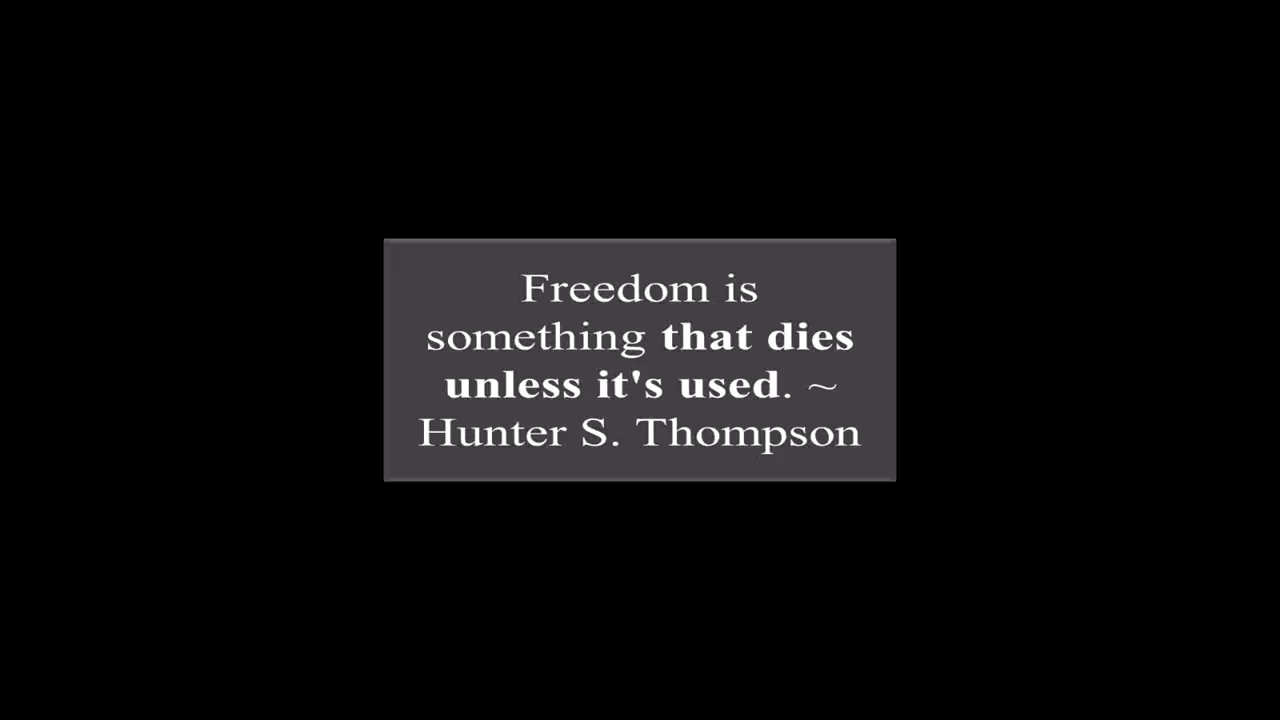 Freedom is
something that dies
unless it's used. ~
Hunter S. Thompson